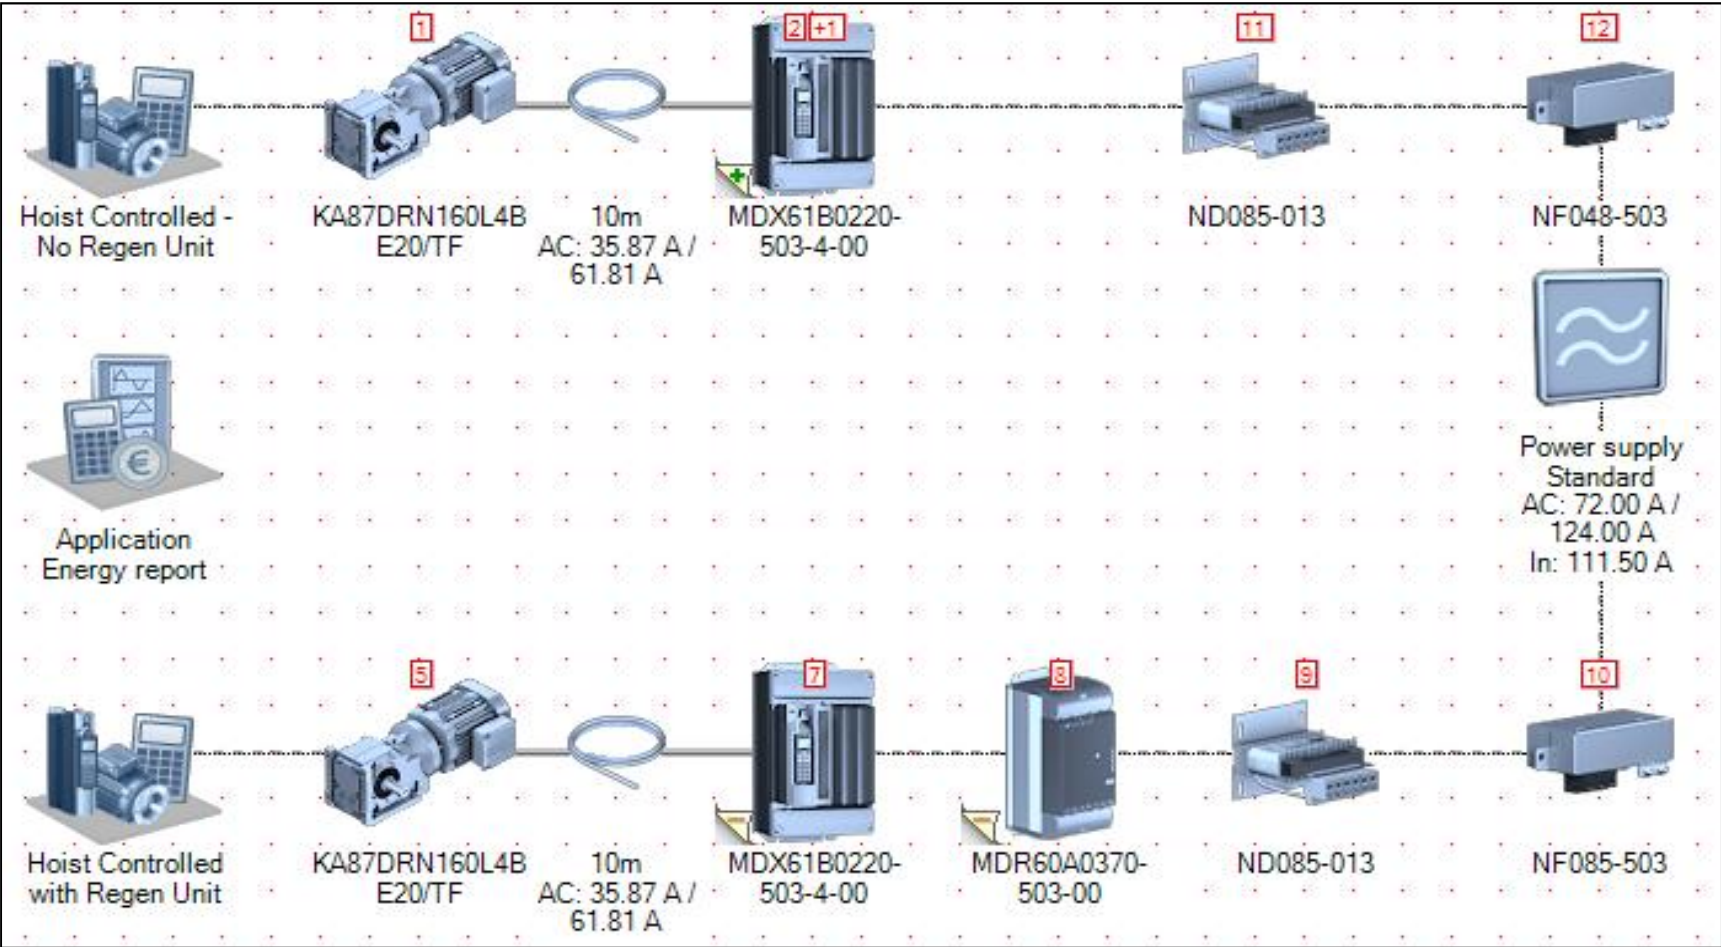 1
2 +1
11
12
Hoist Controlled -
No Regen Unit
KA87DRN160L4B
E20/TF
10m
AC: 35.87 A /
61.81 A
MDX61B0220-
503-4-00
ND085-013
NF048-503
€
Application
Energy report
Power supply
Standard
AC: 72.00 A /
124.00 A
In: 111.50 A
5
7
8
9
10
Hoist Controlled
with Regen Unit
KA87DRN160L4B
E20/TF
10m
AC: 35.87 A /
61.81 A
MDX61B0220-
503-4-00
MDR60A0370-
503-00
ND085-013
NF085-503